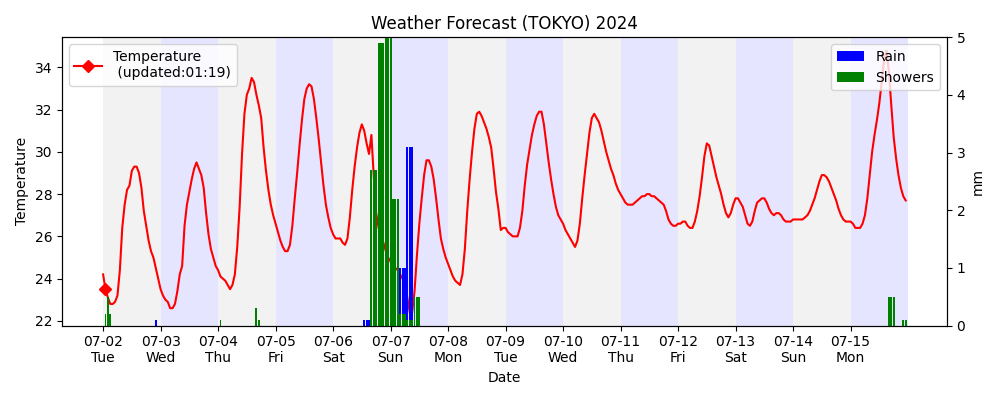 Weather Forecast (TOKYO) 2024
Temperature
(updated:01:19)
Rain
Showers
Temperature
34
32
30
28
26
24
22
5
4
3
2
1
0
mm
07-02 07-03 07-04 07-05 07-06 07-07 07-08 07-09 07-10 07-11 07-12 07-13 07-14 07-15
Tue Wed Thu Fri Sat Sun Mon Tue Wed Thu Fri Sat Sun Mon
Date